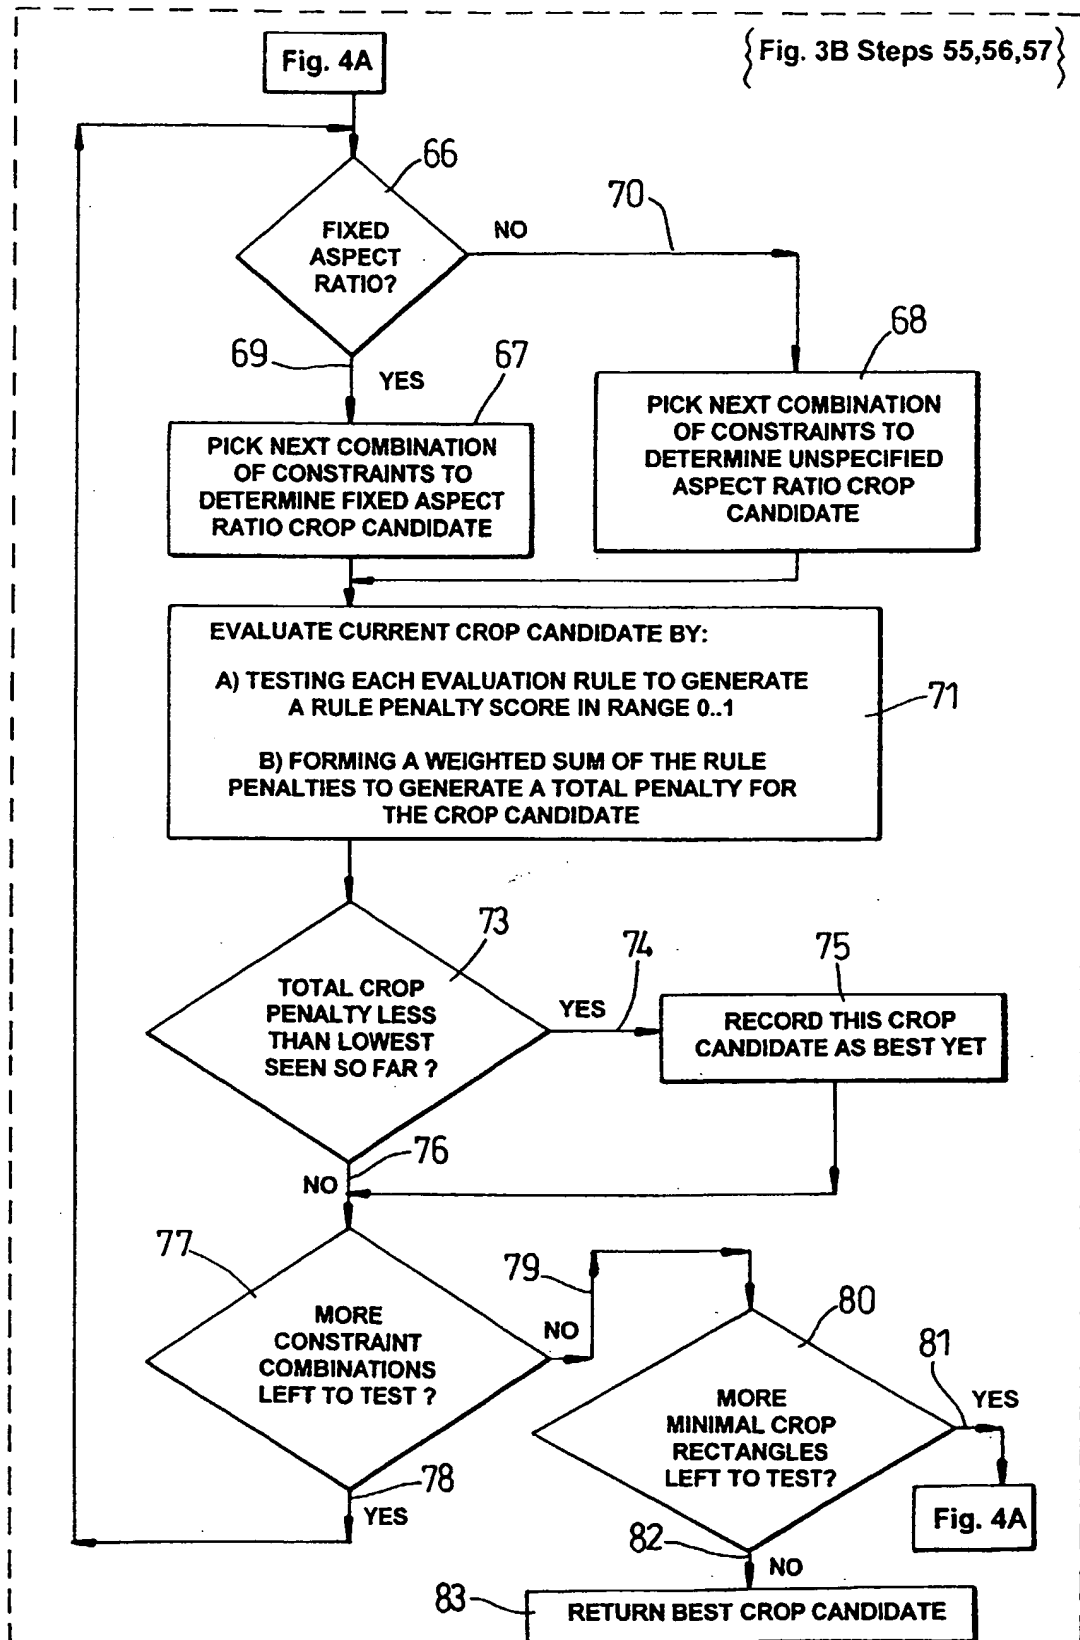 Fig. 4A
{Fig. 3B Steps 55,56,57}
66
FIXED
ASPECT
RATIO?
NO
70
69
YES
67
68
PICK NEXT COMBINATION
OF CONSTRAINTS TO
DETERMINE FIXED ASPECT
RATIO CROP CANDIDATE
PICK NEXT COMBINATION
OF CONSTRAINTS TO
DETERMINE UNSPECIFIED
ASPECT RATIO CROP
CANDIDATE
EVALUATE CURRENT CROP CANDIDATE BY:
A) TESTING EACH EVALUATION RULE TO GENERATE
A RULE PENALTY SCORE IN RANGE 0..1
B) FORMING A WEIGHTED SUM OF THE RULE
PENALTIES TO GENERATE A TOTAL PENALTY FOR
THE CROP CANDIDATE
71
73
TOTAL CROP
PENALTY LESS
THAN LOWEST
SEEN SO FAR ?
YES
74
75
RECORD THIS CROP
CANDIDATE AS BEST YET
76
NO
77
MORE
CONSTRAINT
COMBINATIONS
LEFT TO TEST ?
NO
79
78
YES
80
MORE
MINIMAL CROP
RECTANGLES
LEFT TO TEST?
81
YES
Fig. 4A
82
NO
83
RETURN BEST CROP CANDIDATE